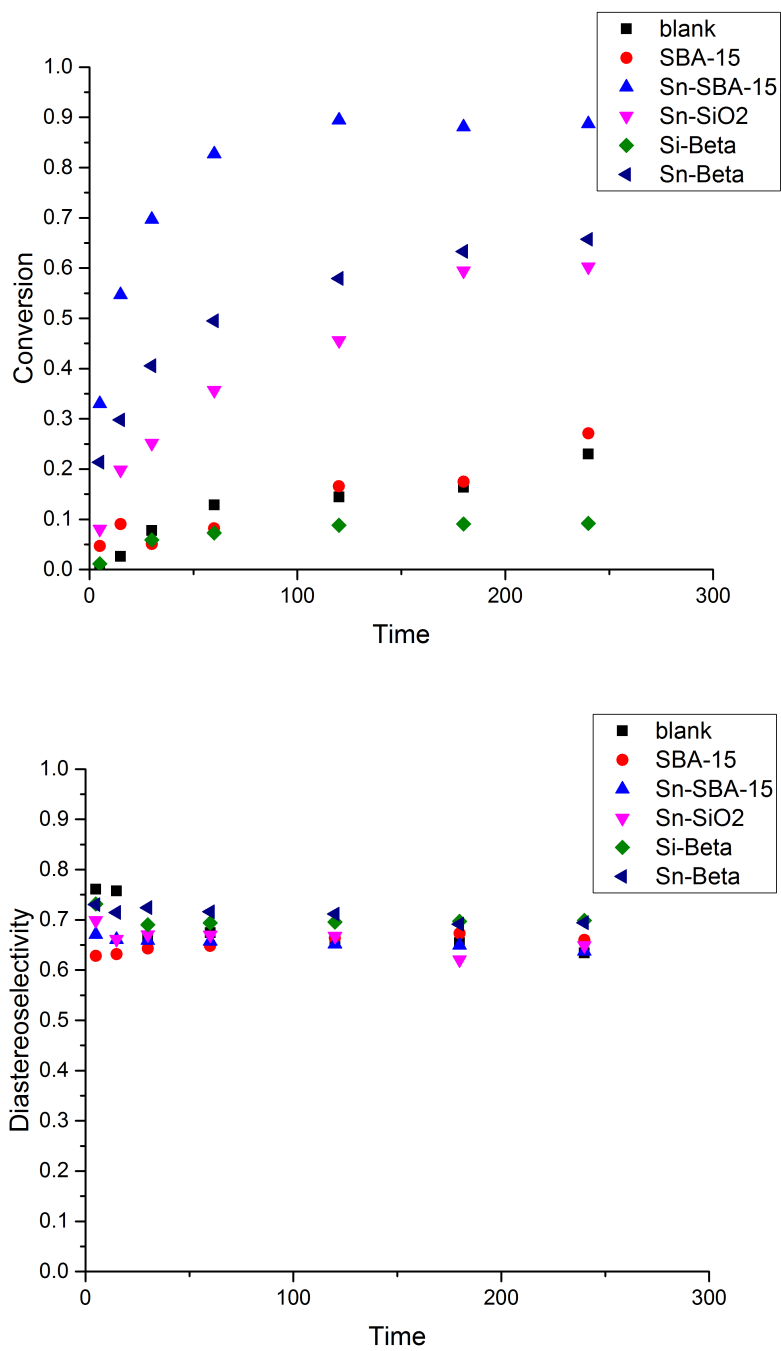 blank
SBA-15
Sn-SBA-15
Sn-SiO2
Si-Beta
Sn-Beta
1.0
0.9
0.8
0.7
0.6
0.5
0.4
0.3
0.2
0.1
0.0
Conversion
0
100
200
300
Time
blank
SBA-15
Sn-SBA-15
Sn-SiO2
Si-Beta
Sn-Beta
1.0
0.9
0.8
0.7
0.6
0.5
0.4
0.3
0.2
0.1
0.0
Diastereoselectivity
0
100
200
300
Time